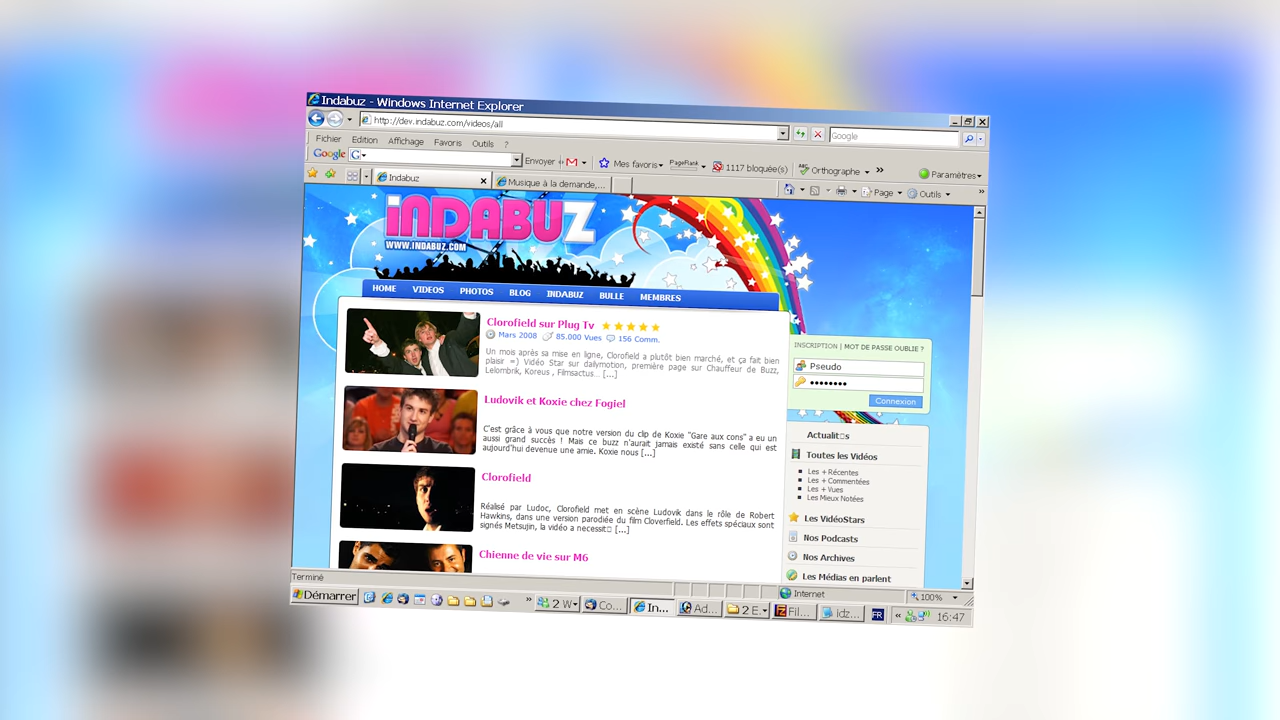 Indabuz - Windows Internet Explorer
http://dev.indabuz.com/videos/all
Google
Fichier Edition Affichage Favoris Outils ?
Google G Envoyer M Mes favoris PageRank 1117 bloquée(s) Orthographe » Paramètres
Indabuz Musique à la demande,... Page Outils »
iNDABUZ
WWW.INDABUZ.COM
HOME VIDEOS PHOTOS BLOG INDABUZ BULLE MEMBRES
Clorofield sur Plug Tv
Mars 2008 85.000 Vues 156 Comm.
Un mois après sa mise en ligne, Clorofield a plutôt bien marché, et ça fait bien
plaisir =) Vidéo Star sur dailymotion, première page sur Chauffeur de Buzz,
Lelombrik, Koreus , Filmsactus... [...]
Ludovik et Koxie chez Fogiel
C'est grâce à vous que notre version du clip de Koxie "Gare aux cons" a eu un
aussi grand succès ! Mais ce buzz n'aurait jamais existé sans celle qui est
aujourd'hui devenue une amie. Koxie nous [...]
Clorofield
Réalisé par Ludoc, Clorofield met en scène Ludovik dans le rôle de Robert
Hawkins, dans une version parodiée du film Cloverfield. Les effets spéciaux sont
signés Metsujin, la vidéo a necessit□ [...]
Chienne de vie sur M6
INSCRIPTION | MOT DE PASSE OUBLIE ?
Pseudo
••••••••
Connexion
Actualit□s
Toutes les Vidéos
Les + Récentes
Les + Commentées
Les + Vues
Les Mieux Notées
Les VidéoStars
Nos Podcasts
Nos Archives
Les Médias en parlent
Terminé Internet 100%
Démarrer » 2 W Co... In... Ad... 2 E. Fil... idz... FR « 16:47